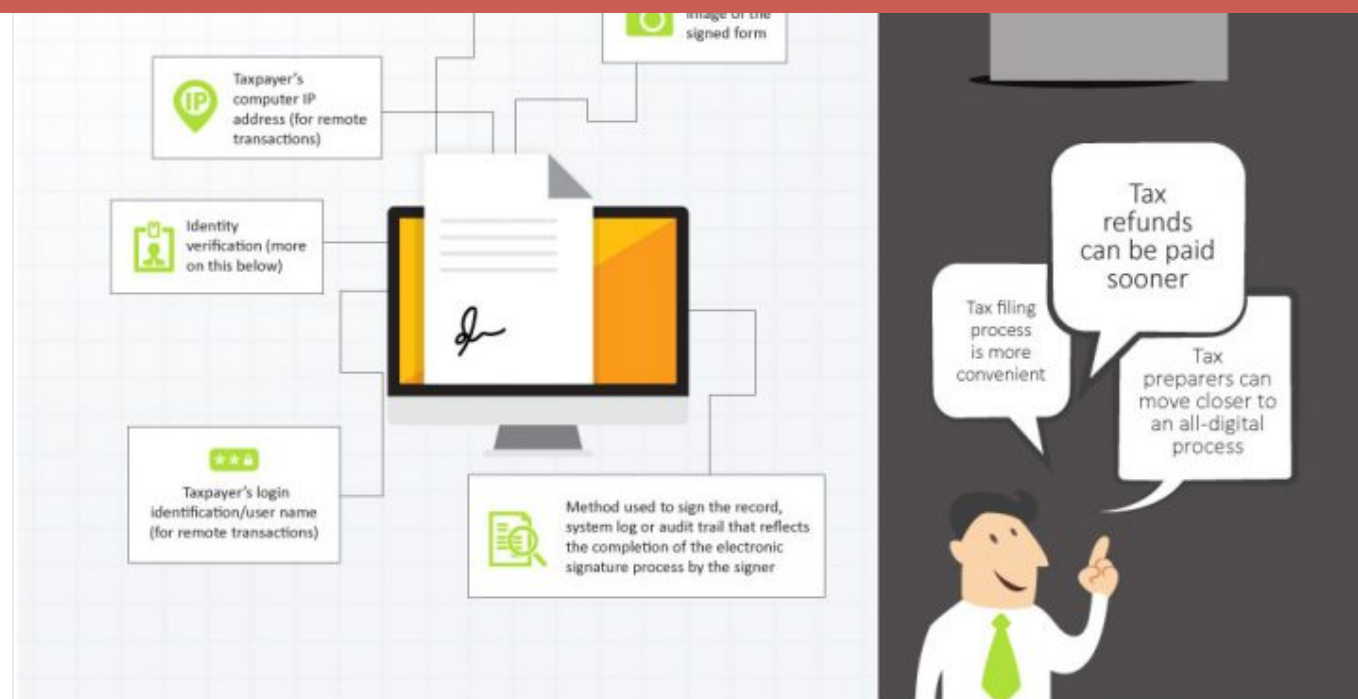 image of the
signed form
Taxpayer's
computer IP
address (for remote
transactions)
IP
Identity
verification (more
on this below)
Taxpayer's login
identification/user name
(for remote transactions)
Method used to sign the record,
system log or audit trail that reflects
the completion of the electronic
signature process by the signer
Tax
refunds
can be paid
sooner
Tax filing
process
is more
convenient
Tax
preparers can
move closer to
an all-digital
process